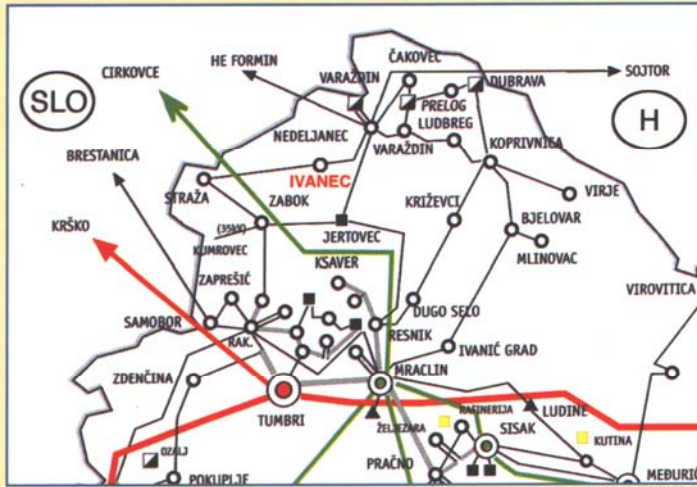 ČAKOVEC
HE FORMIN
SOJTOR
CIRKOVCE
VARAŽDIN
DUBRAVA
SLO
PRELOG
H
NEDELJANEC
LUDBREG
VARAŽDIN
KOPRIVNICA
BRESTANICA
IVANEC
STRAŽA
ZABOK
KRIŽEVCI
VIRJE
KRŠKO
(35kV)
KUMROVEC
JERTOVEC
BJELOVAR
MLINOVAC
KSAVER
ZAPREŠIĆ
VIROVITICA
DUGO SELO
SAMOBOR
RAK.
RESNIK
IVANIĆ GRAD
ZDENČINA
MRACLIN
TUMBRI
RAFINERIJA
LUDINE
ŽELJEZARA
SISAK
KUTINA
OZALJ
PRAČNO
POKUPLJE
MEĐURIĆ